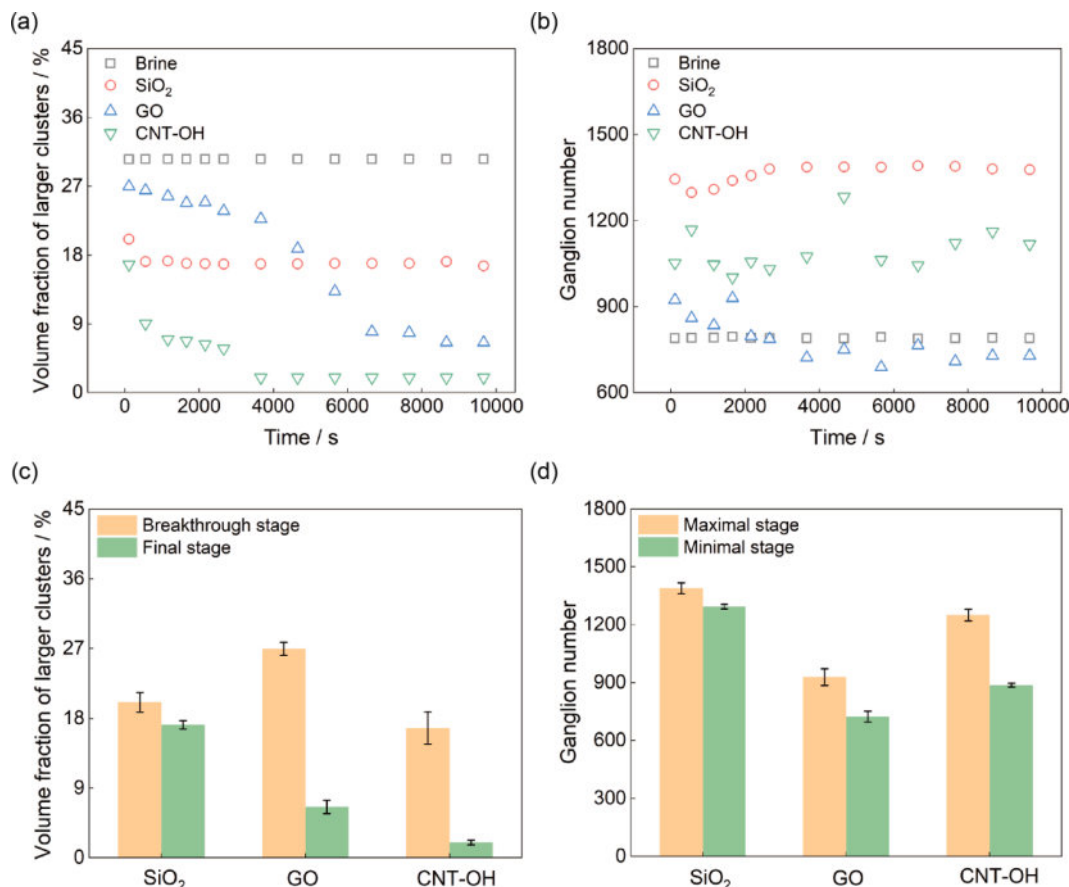 (a)
Volume fraction of larger clusters / %
45
36
27
18
9
0
Brine
SiO₂
GO
CNT-OH
0 2000 4000 6000 8000 10000
Time / s
(b)
Ganglion number
1800
1500
1200
900
600
Brine
SiO₂
GO
CNT-OH
0 2000 4000 6000 8000 10000
Time / s
(c)
Volume fraction of larger clusters / %
45
36
27
18
9
0
Breakthrough stage
Final stage
SiO₂ GO CNT-OH
(d)
Ganglion number
1800
1500
1200
900
600
300
0
Maximal stage
Minimal stage
SiO₂ GO CNT-OH